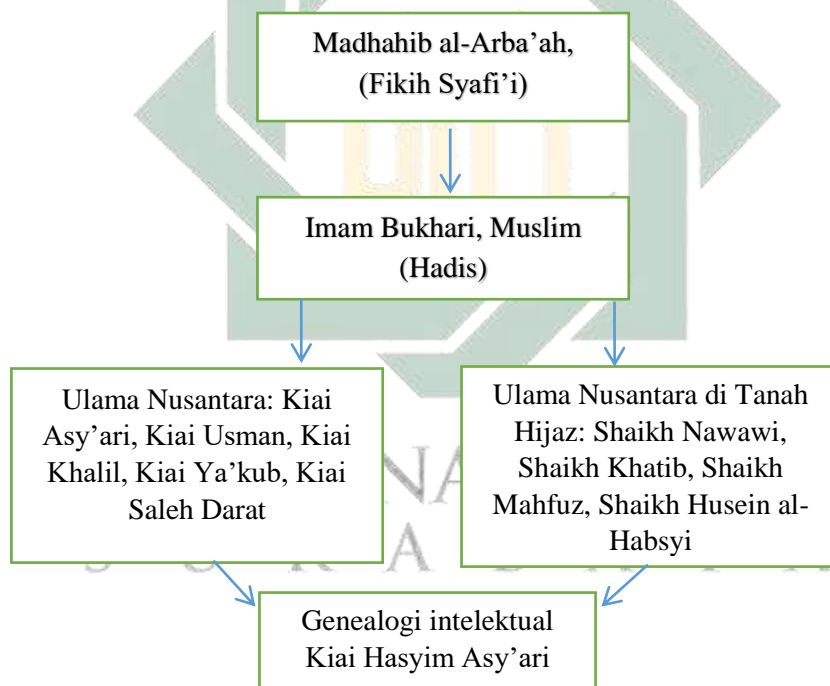 Madhahib al-Arba’ah,
(Fikih Syafi’i)
Imam Bukhari, Muslim
(Hadis)
Ulama Nusantara: Kiai
Asy’ari, Kiai Usman, Kiai
Khalil, Kiai Ya’kub, Kiai
Saleh Darat
Ulama Nusantara di Tanah
Hijaz: Shaikh Nawawi,
Shaikh Khatib, Shaikh
Mahfuz, Shaikh Husein al-
Habsyi
Genealogi intelektual
Kiai Hasyim Asy’ari